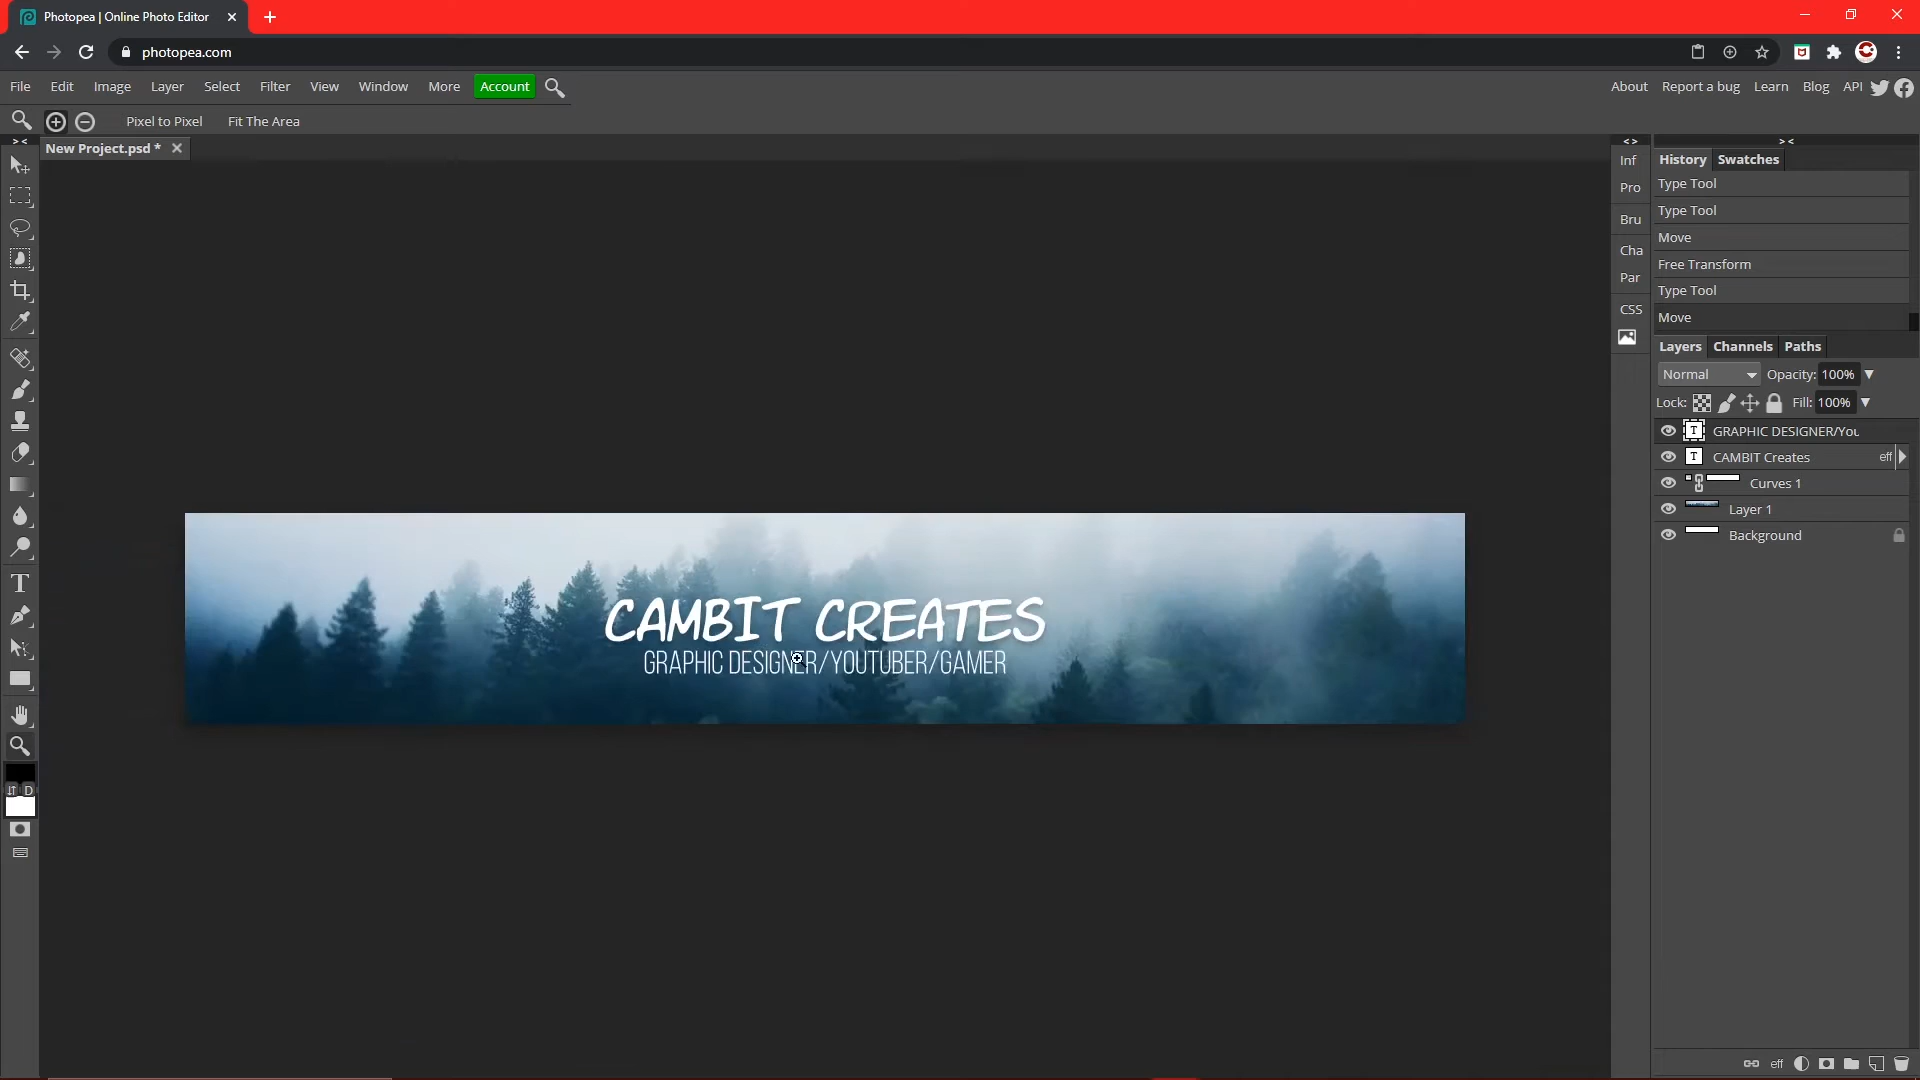 Photopea | Online Photo Editor
photopea.com
File Edit Image Layer Select Filter View Window More Account
About Report a bug Learn Blog API
Pixel to Pixel Fit The Area
New Project.psd *
Inf
Pro
Bru
Cha
Par
CSS
History Swatches
Type Tool
Type Tool
Move
Free Transform
Type Tool
Move
Layers Channels Paths
Normal Opacity: 100%
Lock: Fill: 100%
T GRAPHIC DESIGNER/You
T CAMBIT Creates eff
Curves 1
Layer 1
Background
CAMBIT CREATES
GRAPHIC DESIGNER/YOUTUBER/GAMER
T
D
eff